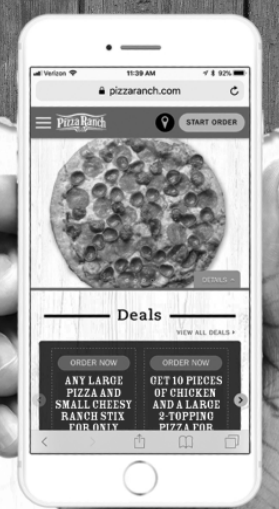 Verizon
11:39 AM
92%
pizzaranch.com
Pizza Ranch
START ORDER
DETAILS
Deals
VIEW ALL DEALS
ORDER NOW
ANY LARGE
PIZZA AND
SMALL CHEESY
RANCH STIX
FOR ONLY
ORDER NOW
GET 10 PIECES
OF CHICKEN
AND A LARGE
2-TOPPING
PIZZA FOR